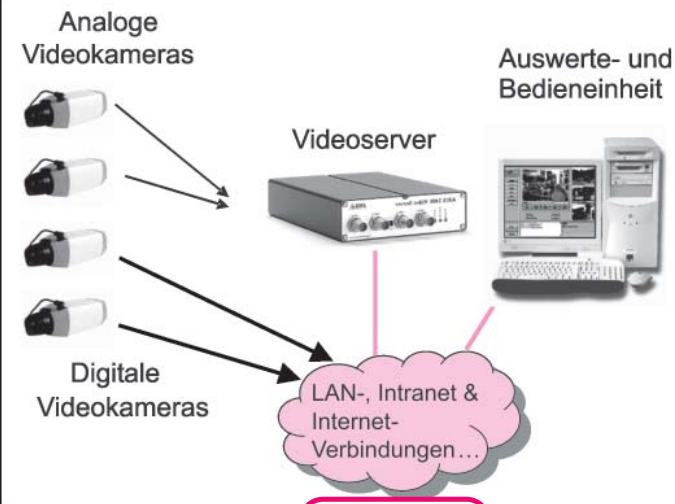 Analoge
Videokameras
Auswerte- und
Bedieneinheit
Videoserver
Digitale
Videokameras
LAN-, Intranet &
Internet-
Verbindungen…